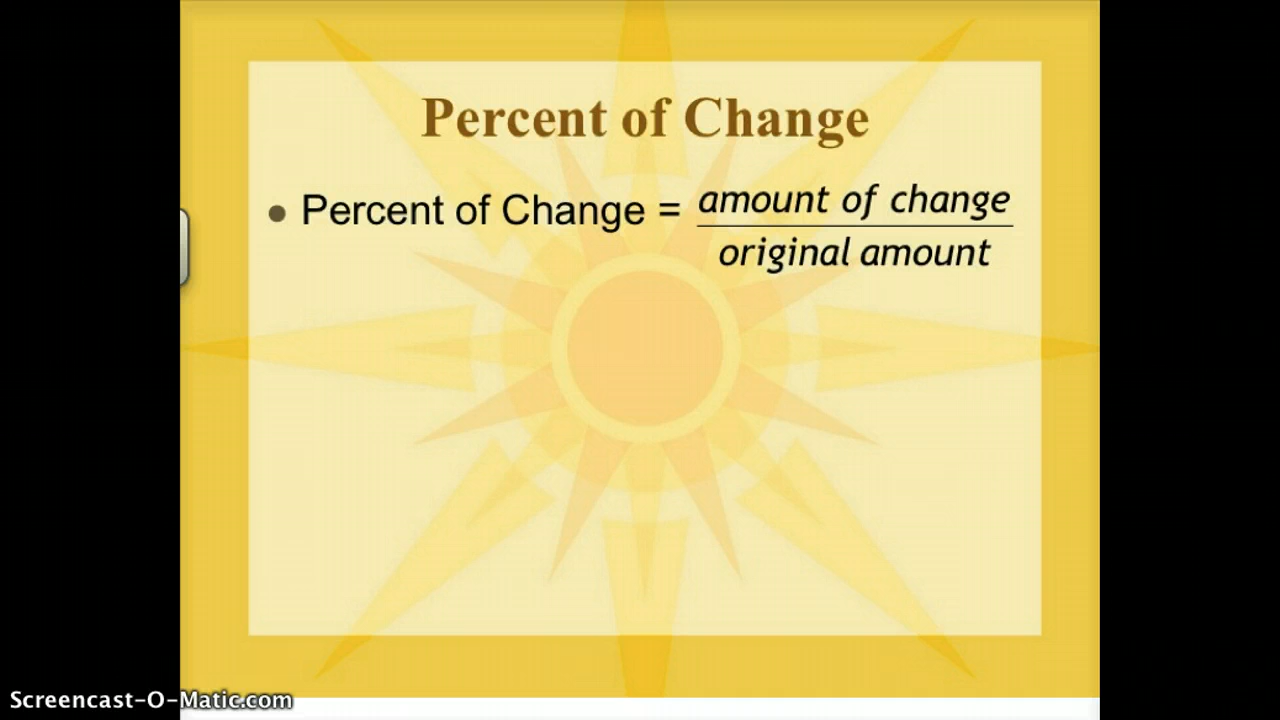 Percent of Change
• Percent of Change = amount of change
original amount
Screencast-O-Matic.com